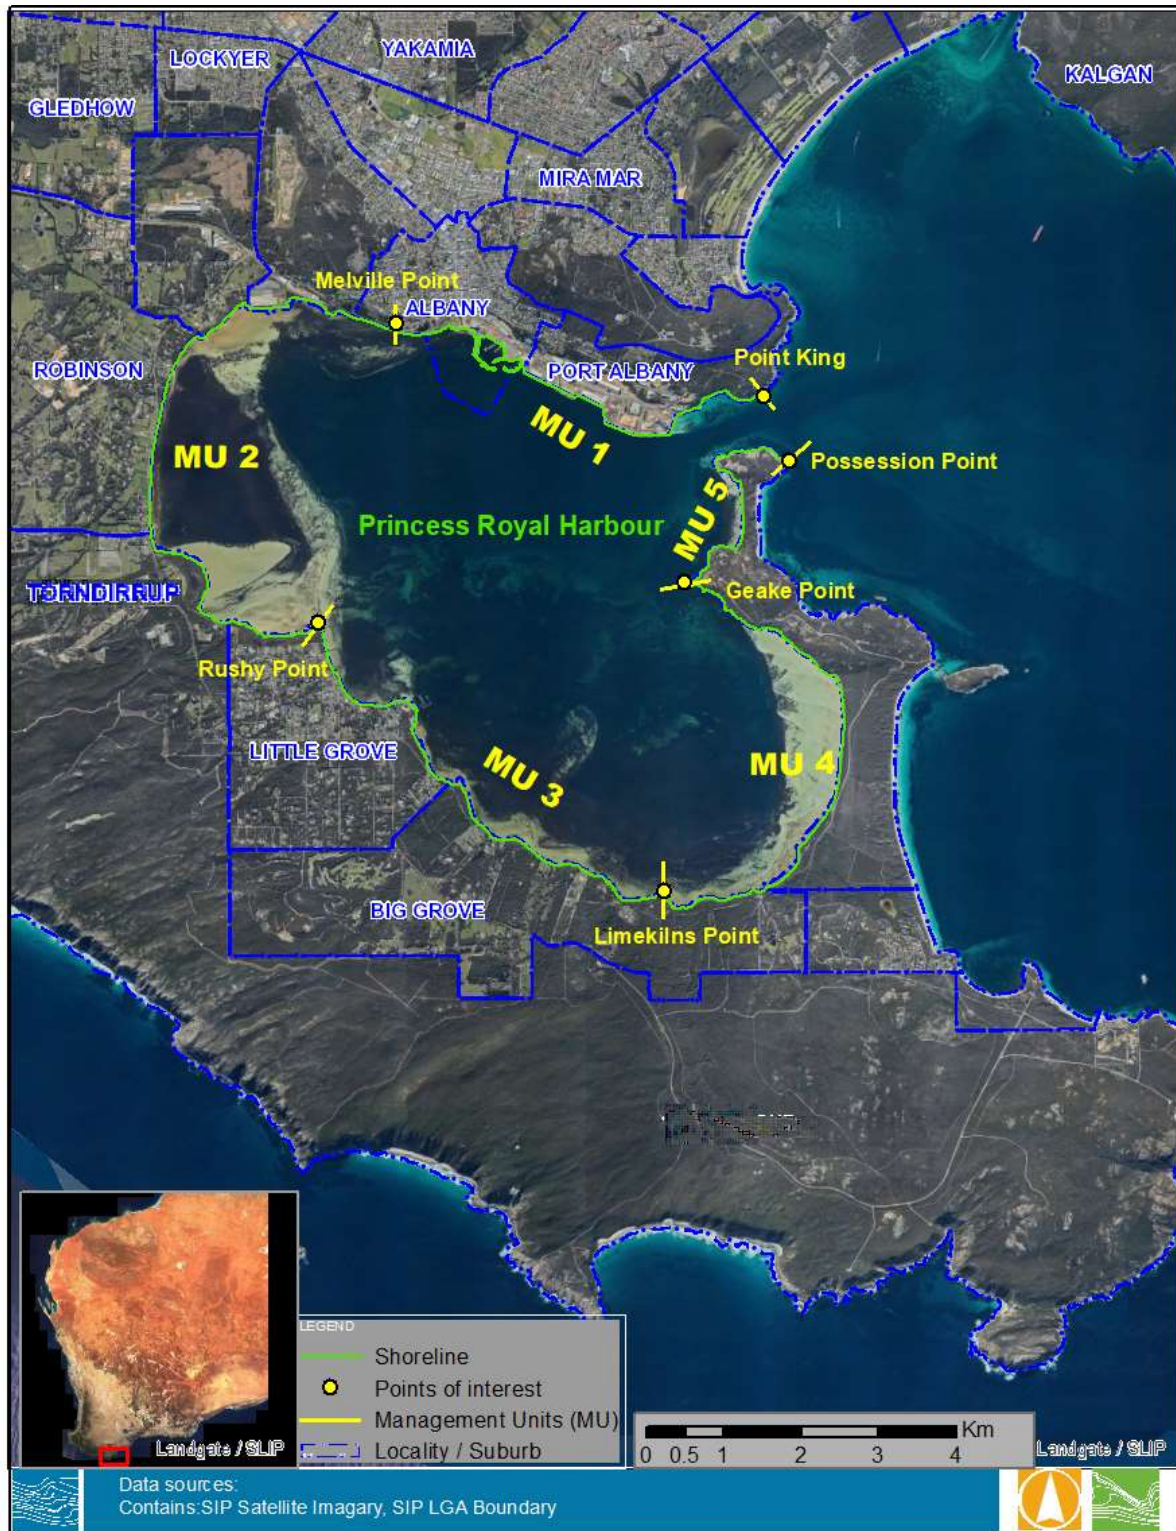 LOCKYER
YAKAMIA
KALGAN
GLEDHOW
MIRA MAR
Melville Point
ALBANY
ROBINSON
PORT ALBANY
Point King
MU 1
MU 2
Possession Point
MU 5
Princess Royal Harbour
TORNDIRRUP
Geake Point
Rushy Point
LITTLE GROVE
MU 3
MU 4
BIG GROVE
Limekilns Point
LEGEND
Shoreline
Points of interest
Management Units (MU)
Locality / Suburb
Landgate / SLIP
Km
0 0.5 1 2 3 4
Landgate / SLIP
Data sources:
Contains:SIP Satellite Imagary, SIP LGA Boundary